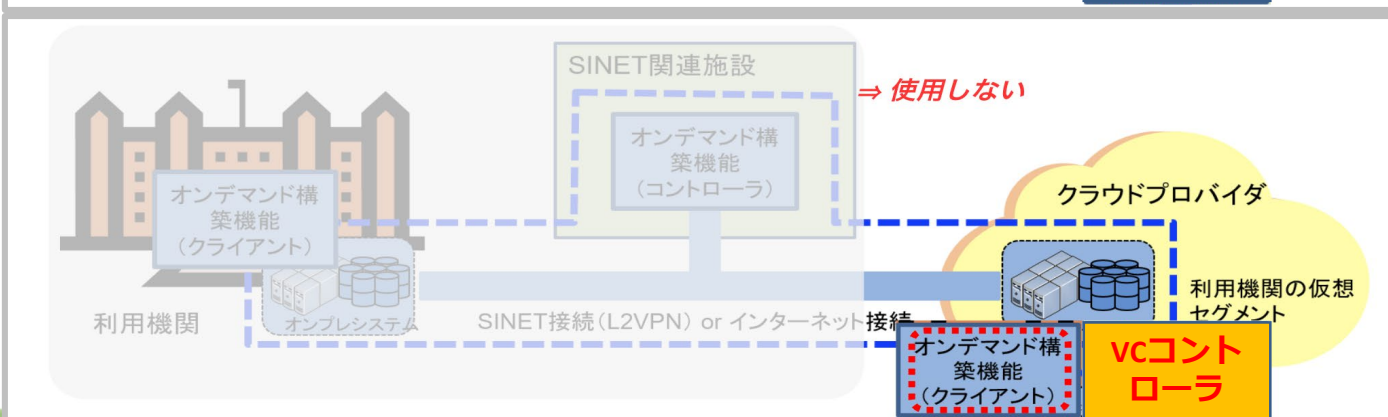 SINET関連施設
⇒ 使用しない
オンデマンド構
築機能
(コントローラ)
クラウドプロバイダ
オンデマンド構
築機能
(クライアント)
利用機関
オンプレシステム
SINET接続(L2VPN) or インターネット接続
利用機関の仮想
セグメント
オンデマンド構
築機能
(クライアント)
VCコント
ローラ